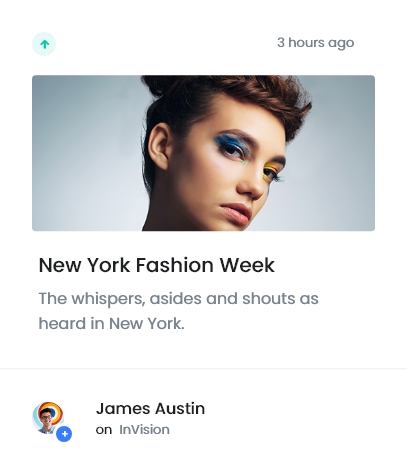 3 hours ago
New York Fashion Week
The whispers, asides and shouts as
heard in New York.
James Austin
on InVision